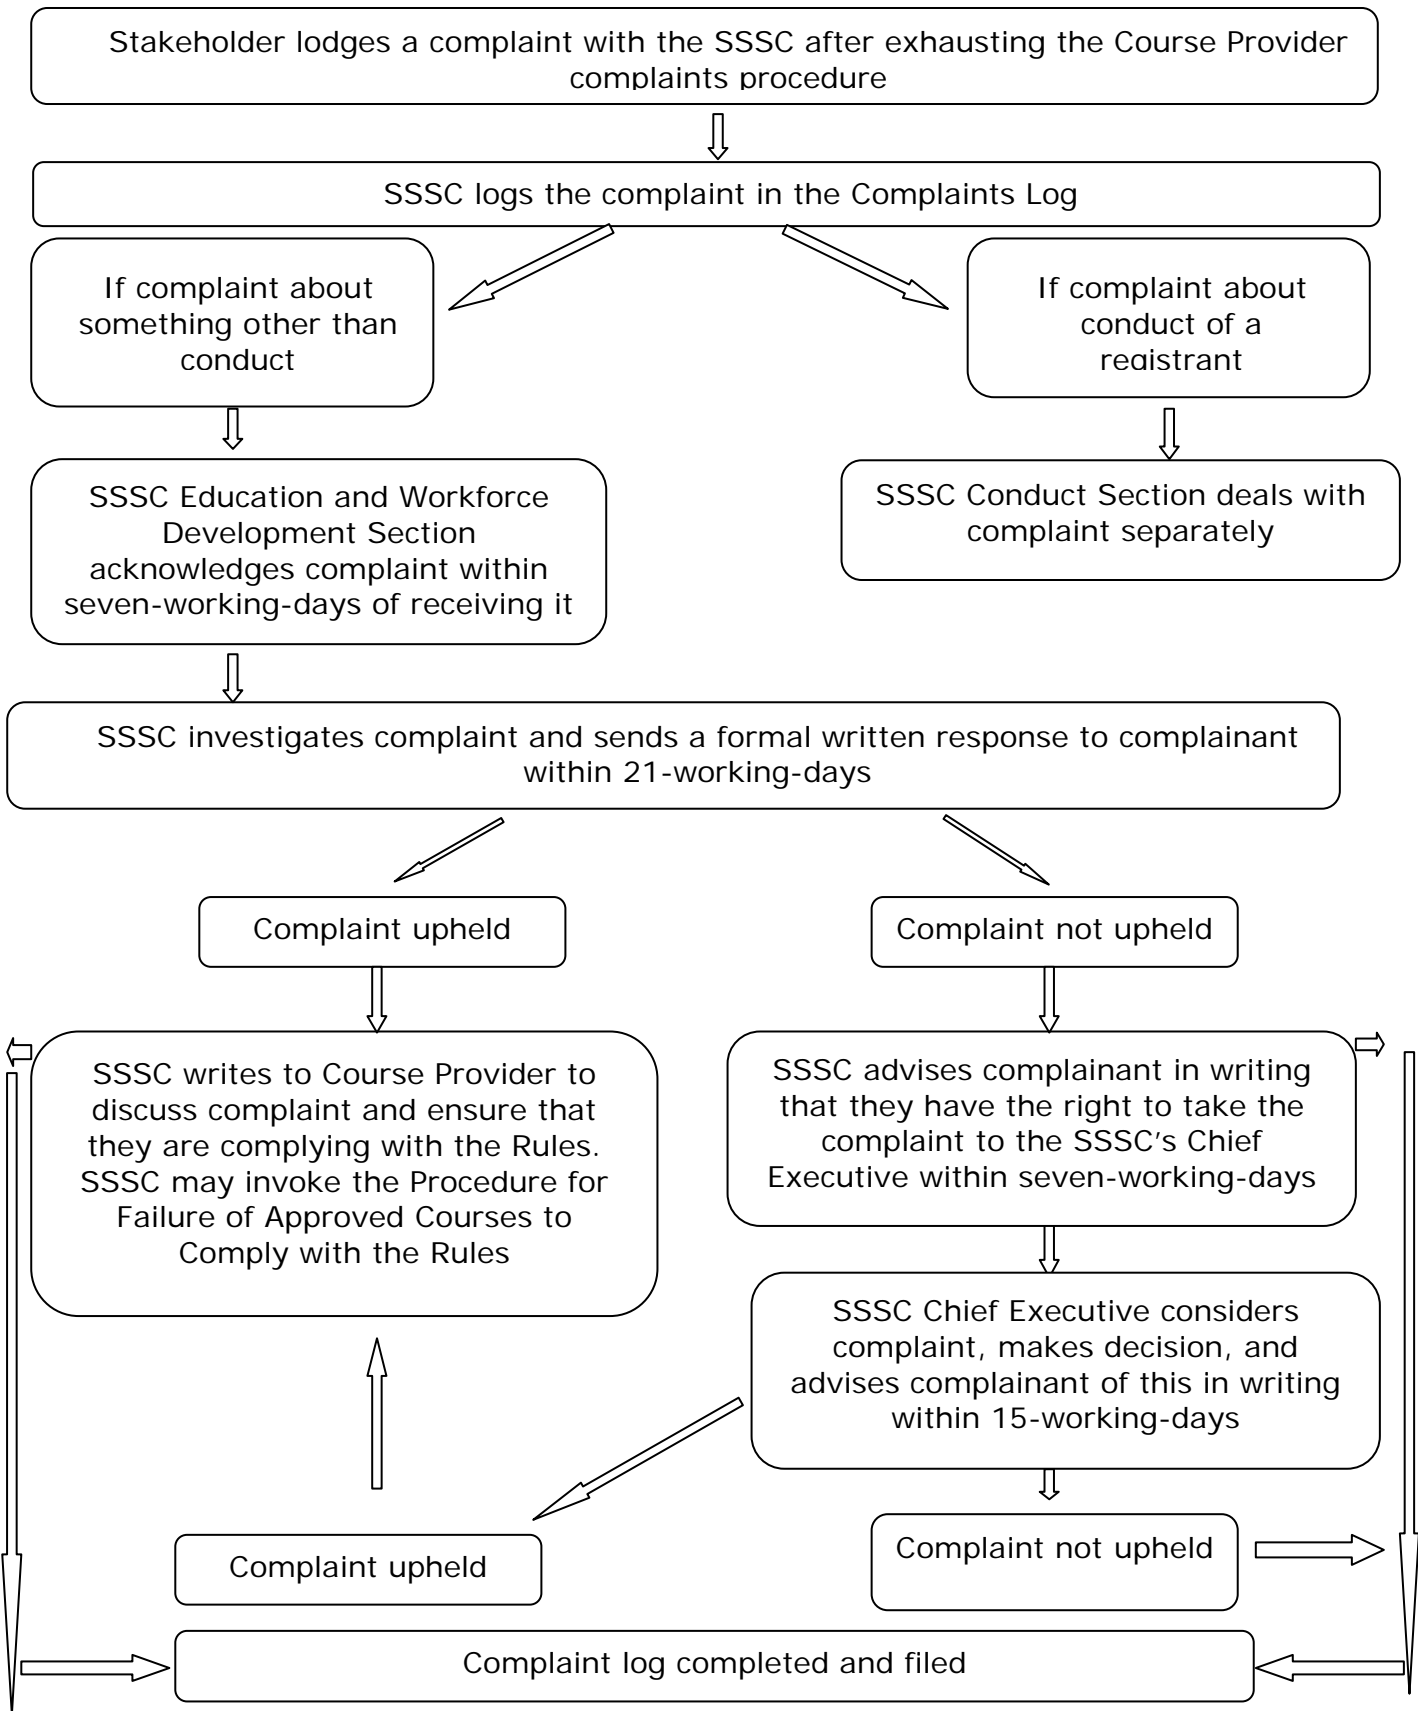 Stakeholder lodges a complaint with the SSSC after exhausting the Course Provider
complaints procedure
SSSC logs the complaint in the Complaints Log
If complaint about
something other than
conduct
If complaint about
conduct of a
registrant
SSSC Education and Workforce
Development Section
acknowledges complaint within
seven-working-days of receiving it
SSSC Conduct Section deals with
complaint separately
SSSC investigates complaint and sends a formal written response to complainant
within 21-working-days
Complaint upheld
Complaint not upheld
SSSC writes to Course Provider to
discuss complaint and ensure that
they are complying with the Rules.
SSSC may invoke the Procedure for
Failure of Approved Courses to
Comply with the Rules
SSSC advises complainant in writing
that they have the right to take the
complaint to the SSSC’s Chief
Executive within seven-working-days
SSSC Chief Executive considers
complaint, makes decision, and
advises complainant of this in writing
within 15-working-days
Complaint upheld
Complaint not upheld
Complaint log completed and filed